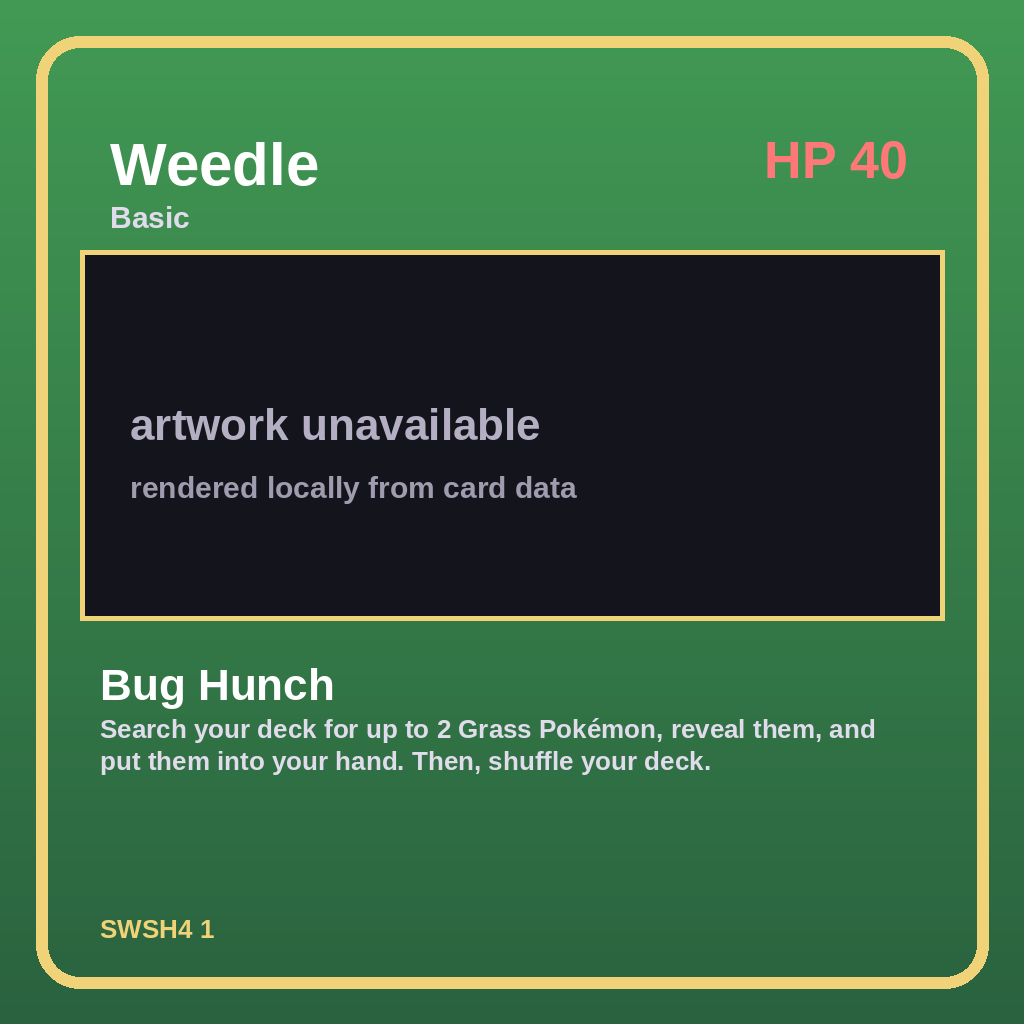 Weedle
HP 40
Basic
artwork unavailable
rendered locally from card data
Bug Hunch
Search your deck for up to 2 Grass Pokémon, reveal them, and
put them into your hand. Then, shuffle your deck.
SWSH4 1